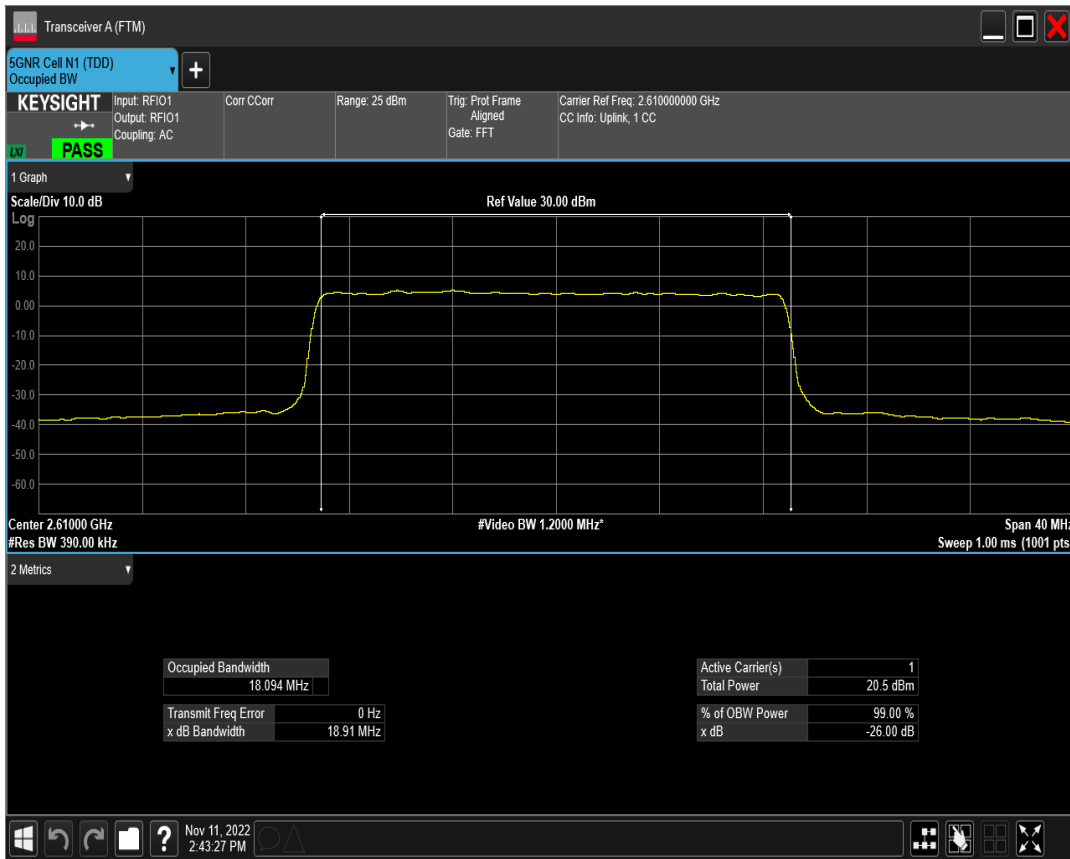 Transceiver A (FTM)
5GNR Cell N1 (TDD)
Occupied BW
+
KEYSIGHT
LXI
PASS
Input: RFIO1
Output: RFIO1
Coupling: AC
Corr CCorr
Range: 25 dBm
Trig: Prot Frame
Aligned
Gate: FFT
Carrier Ref Freq: 2.610000000 GHz
CC Info: Uplink, 1 CC
1 Graph
Scale/Div 10.0 dB
Ref Value 30.00 dBm
Log
20.0
10.0
0.00
-10.0
-20.0
-30.0
-40.0
-50.0
-60.0
Center 2.61000 GHz
#Video BW 1.2000 MHz*
Span 40 MHz
#Res BW 390.00 kHz
Sweep 1.00 ms (1001 pts
2 Metrics
Occupied Bandwidth
18.094 MHz
Transmit Freq Error 0 Hz
x dB Bandwidth 18.91 MHz
Active Carrier(s) 1
Total Power 20.5 dBm
% of OBW Power 99.00 %
x dB -26.00 dB
?
Nov 11, 2022
2:43:27 PM